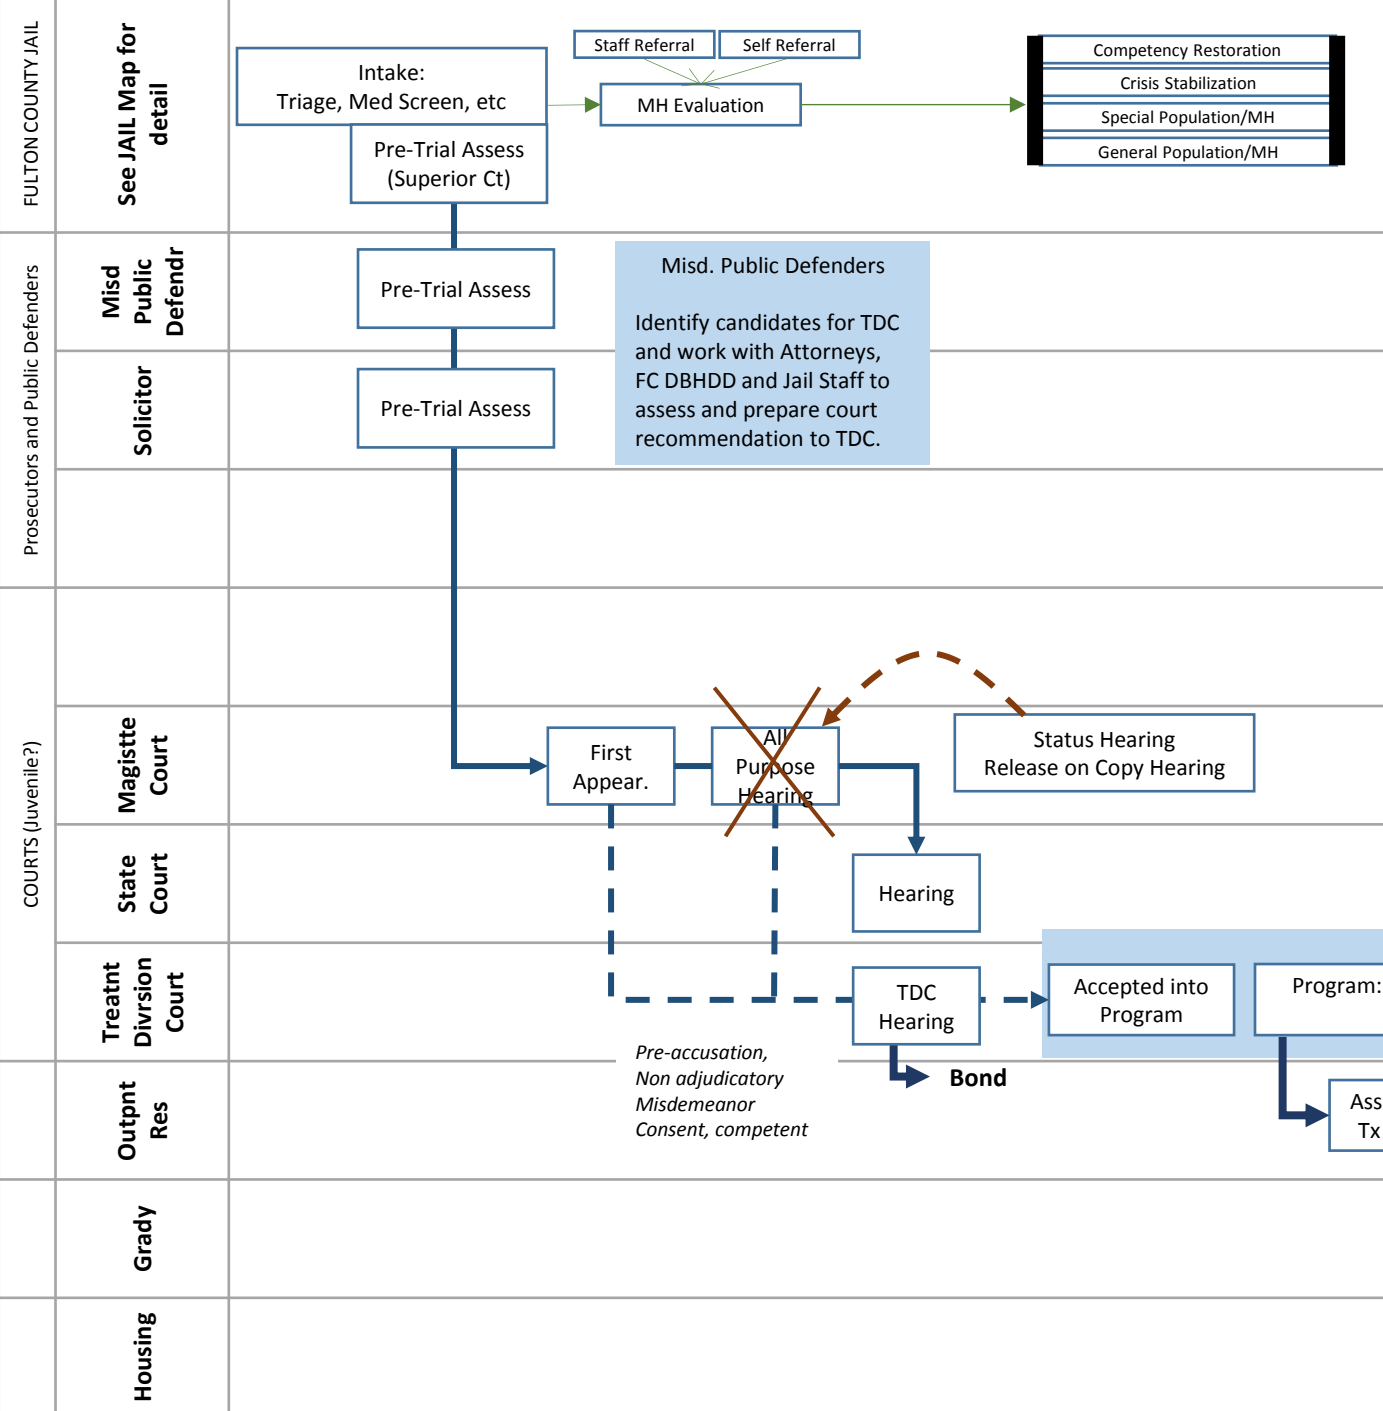 FULTON COUNTY JAIL
See JAIL Map for
detail
Intake:
Triage, Med Screen, etc
Pre-Trial Assess
(Superior Ct)
Staff Referral
Self Referral
MH Evaluation
Competency Restoration
Crisis Stabilization
Special Population/MH
General Population/MH
Prosecutors and Public Defenders
Misd
Public
Defendr
Pre-Trial Assess
Misd. Public Defenders
Identify candidates for TDC
and work with Attorneys,
FC DBHDD and Jail Staff to
assess and prepare court
recommendation to TDC.
Solicitor
Pre-Trial Assess
COURTS (Juvenile?)
Magistte
Court
First
Appear.
All
Purpose
Hearing
Status Hearing
Release on Copy Hearing
State
Court
Hearing
Treatnt
Divrsion
Court
TDC
Hearing
Accepted into
Program
Program:
Pre-accusation,
Non adjudicatory
Misdemeanor
Consent, competent
Bond
Outpnt
Res
Ass
Tx
Grady
Housing